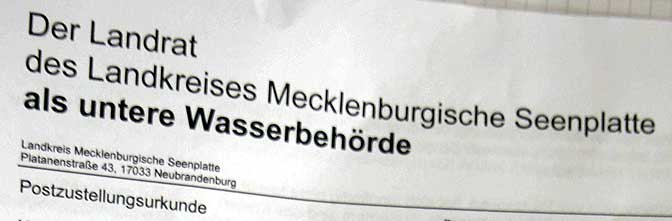 Der Landrat
des Landkreises Mecklenburgische Seenplatte
als untere Wasserbehörde
Landkreis Mecklenburgische Seenplatte
Platanenstraße 43, 17033 Neubrandenburg
Postzustellungsurkunde